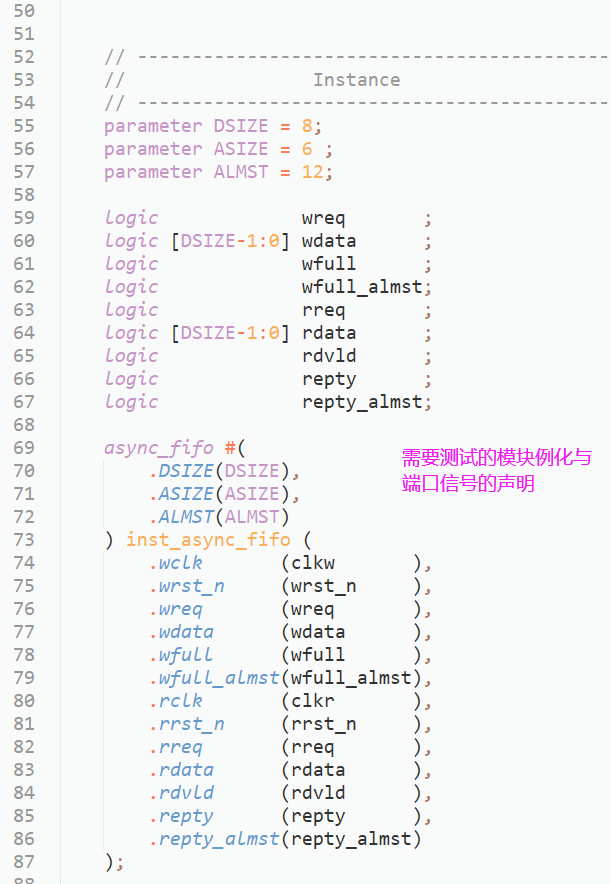 50
51
52 // ------------------------------------------
53 //                 Instance
54 // ------------------------------------------
55 parameter DSIZE = 8;
56 parameter ASIZE = 6 ;
57 parameter ALMST = 12;
58
59 logic             wreq       ;
60 logic [DSIZE-1:0] wdata      ;
61 logic             wfull      ;
62 logic             wfull_almst;
63 logic             rreq       ;
64 logic [DSIZE-1:0] rdata      ;
65 logic             rdvld      ;
66 logic             repty      ;
67 logic             repty_almst;
68
69 async_fifo #(
70     .DSIZE(DSIZE),
71     .ASIZE(ASIZE),
72     .ALMST(ALMST)
需要测试的模块例化与
端口信号的声明
73 ) inst_async_fifo (
74     .wclk       (clkw       ),
75     .wrst_n     (wrst_n     ),
76     .wreq       (wreq       ),
77     .wdata      (wdata      ),
78     .wfull      (wfull      ),
79     .wfull_almst(wfull_almst),
80     .rclk       (clkr       ),
81     .rrst_n     (rrst_n     ),
82     .rreq       (rreq       ),
83     .rdata      (rdata      ),
84     .rdvld      (rdvld      ),
85     .repty      (repty      ),
86     .repty_almst(repty_almst)
87 );
88